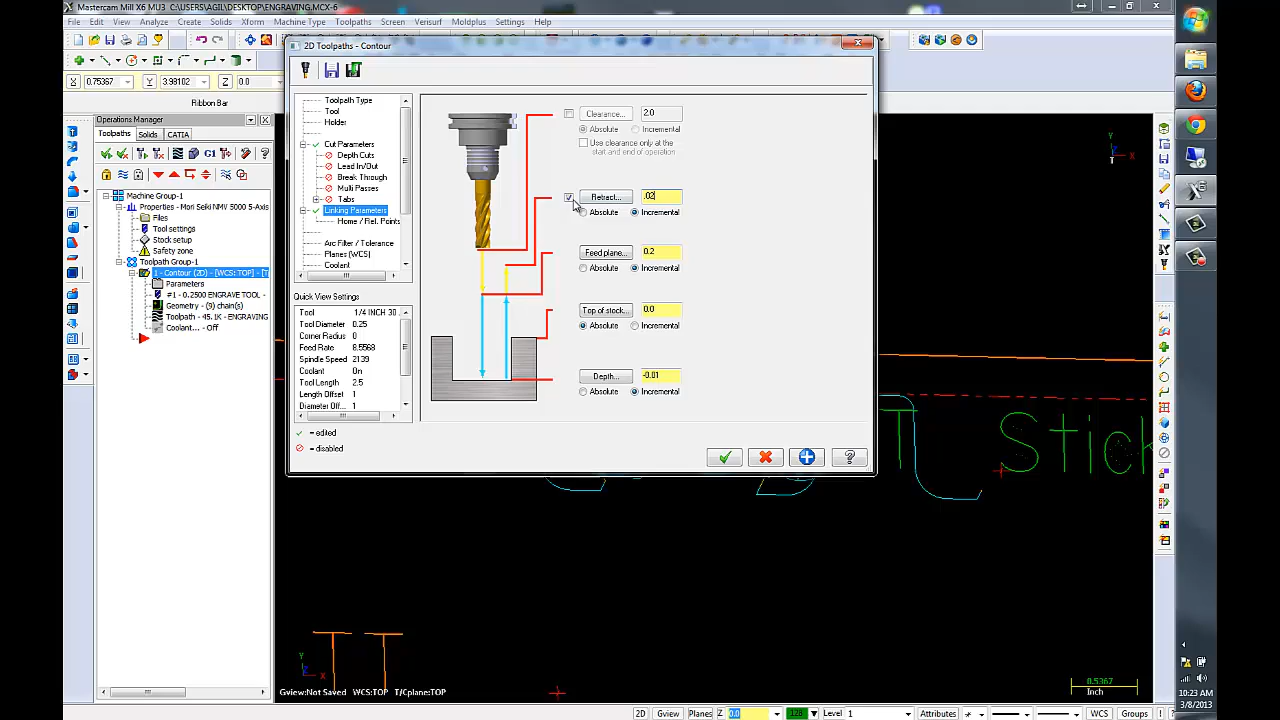 Mastercam Mill X6 MU3 C:\USERS\AGIL\DESKTOP\ENGRAVING.MCX-6
File Edit View Analyze Create Solids Xform Machine Type Toolpaths Screen Verisurf Moldplus Settings Help
2D Toolpaths - Contour
X 0.75367 Y 3.98102 Z 0.0
Ribbon Bar
Operations Manager
Toolpaths Solids CATIA
Machine Group-1
Properties - Mori Seiki NMV 5000 5-Axis
Files
Tool settings
Stock setup
Safety zone
Toolpath Group-1
1 - Contour (2D) - [WCS: TOP] - [T
Parameters
#1 - 0.2500 ENGRAVE TOOL -
Geometry - (9) chain(s)
Toolpath - 45.1K - ENGRAVING
Coolant... - Off
Toolpath Type
Tool
Holder
Cut Parameters
Depth Cuts
Lead In/Out
Break Through
Multi Passes
Tabs
Linking Parameters
Home / Ref. Points
Arc Filter / Tolerance
Planes (WCS)
Coolant
Quick View Settings
Tool 1/4 INCH 30
Tool Diameter 0.25
Corner Radius 0
Feed Rate 8.5568
Spindle Speed 2139
Coolant On
Tool Length 2.5
Length Offset 1
Diameter Off... 1
= edited
= disabled
Clearance... 2.0
Absolute Incremental
Use clearance only at the
start and end of operation
Retract... .02
Absolute Incremental
Feed plane... 0.2
Absolute Incremental
Top of stock... 0.0
Absolute Incremental
Depth... -0.01
Absolute Incremental
Y
X
T Stick
TT
Y
Z X
Gview:Not Saved WCS:TOP T/Cplane:TOP
0.5367
Inch
2D Gview Planes Z 0.0 128 Level 1 Attributes WCS Groups
10:23 AM
3/8/2013